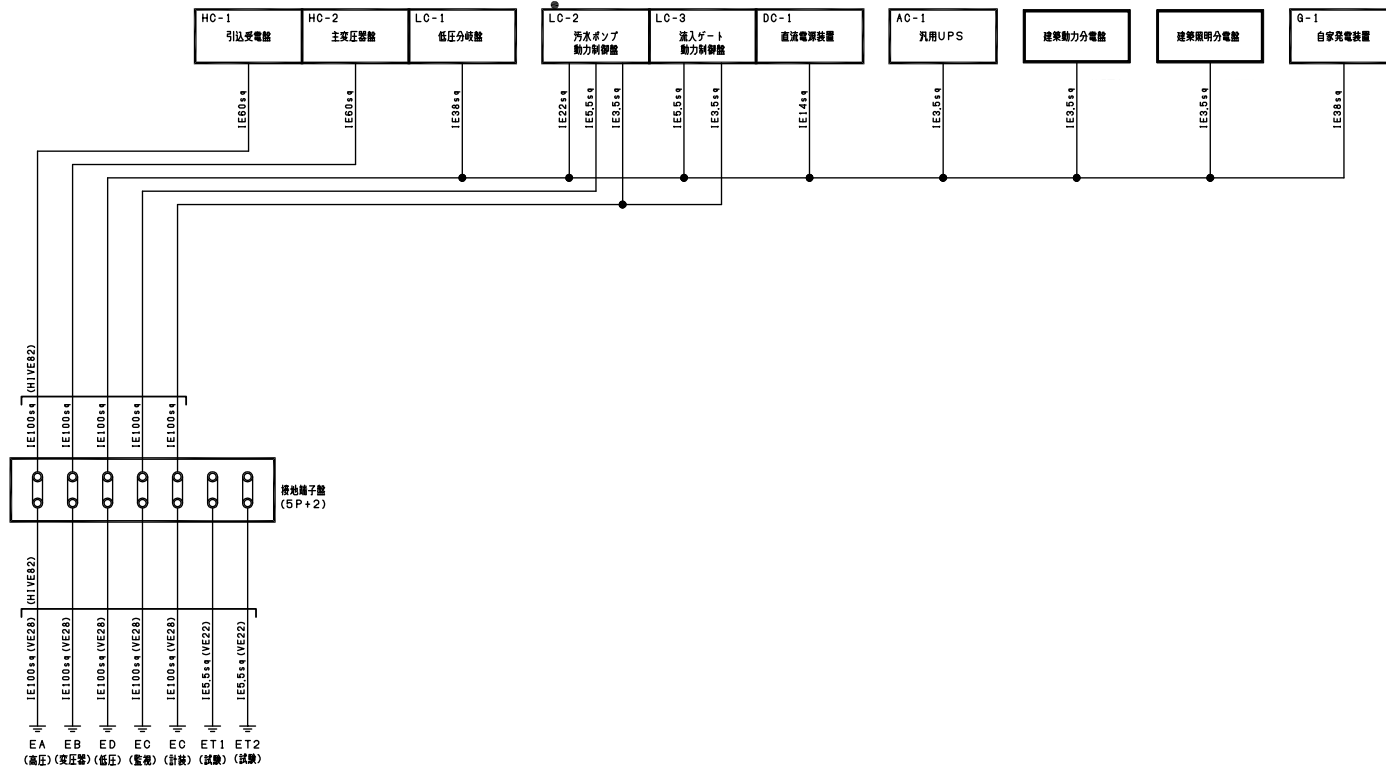 HC-1
引込受電盤
HC-2
主変圧器盤
LC-1
低圧分岐盤
LC-2
汚水ポンプ
動力制御盤
LC-3
流入ゲート
動力制御盤
DC-1
直流電源装置
AC-1
汎用UPS
建築動力分電盤
建築照明分電盤
G-1
自家発電装置
IE60sq
IE60sq
IE38sq
IE22sq
IE5.5sq
IE3.5sq
IE5.5sq
IE3.5sq
IE14sq
IE3.5sq
IE3.5sq
IE3.5sq
IE38sq
(HIVE82)
IE100sq
IE100sq
IE100sq
IE100sq
IE100sq
接地端子盤
(5P+2)
(HIVE82)
IE100sq(VE28)
IE100sq(VE28)
IE100sq(VE28)
IE100sq(VE28)
IE100sq(VE28)
IE5.5sq(VE22)
IE5.5sq(VE22)
EA
(高圧)
EB
(変圧器)
ED
(低圧)
EC
(監視)
EC
(計装)
ET1
(試験)
ET2
(試験)